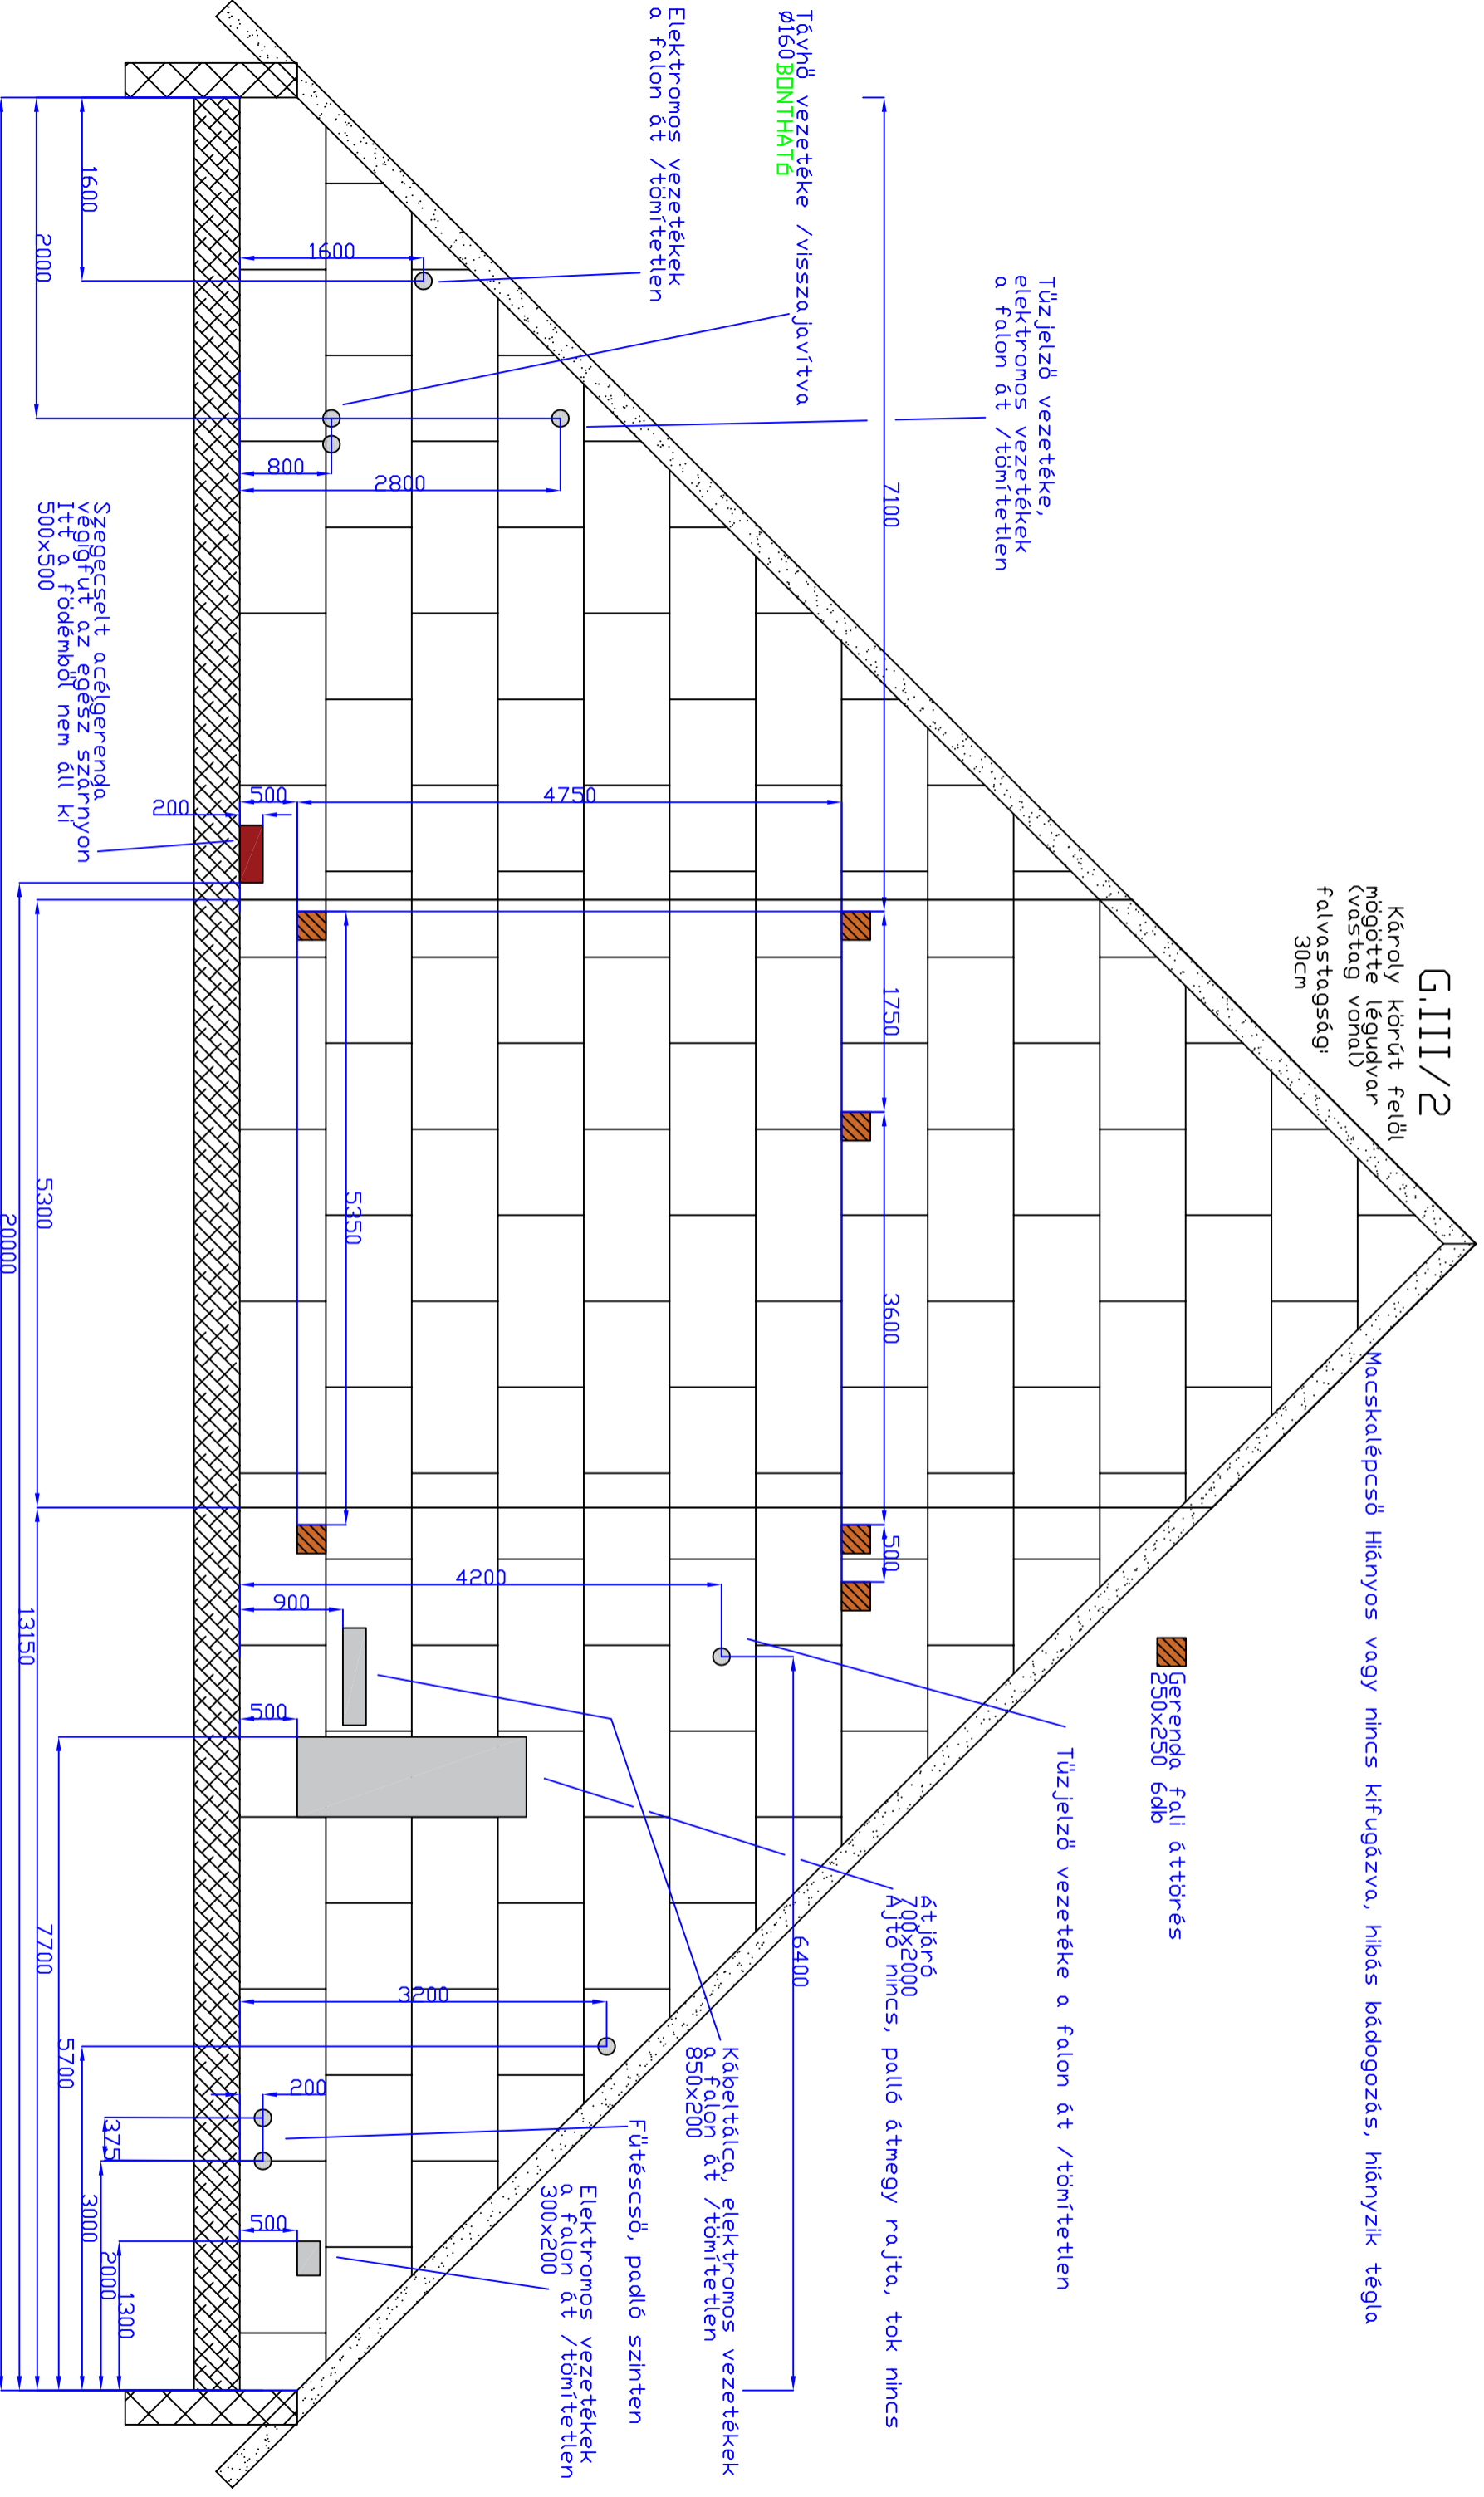 G.III/2
Károly körút felől
mögötte légudvar
(vastag vonal)
falvastagság:
30cm
Macskalépcső Hiányos vagy nincs kifugázva, hibás bádogozás, hiányzik tégla
Gerenda fali áttörés
250x250 6db
Tűzjelző vezetéke,
elektromos vezetékek
a falon át /tömítetlen
Tűzjelző vezetéke a falon át /tömítetlen
Távhő vezetéke /visszajavítva
ø160 BONTHATÓ
Elektromos vezetékek
a falon át /tömítetlen
Átjáró
700x2000
Ajtó nincs, palló átmegy rajta, tok nincs
Kábeltálca, elektromos vezetékek
a falon át /tömítetlen
850x200
Fűtéscső, padló szinten
Elektromos vezetékek
a falon át /tömítetlen
300x200
Szegecselt acélgerenda
végigfut az egész szárnyon
Itt a födémből nem áll ki
500x500
7100
1750
3600
500
6400
4750
4200
3200
2800
1600
800
500
200
5350
900
500
200
500
1600
2000
375
1300
2000
3000
5700
7700
5300
13150
20000